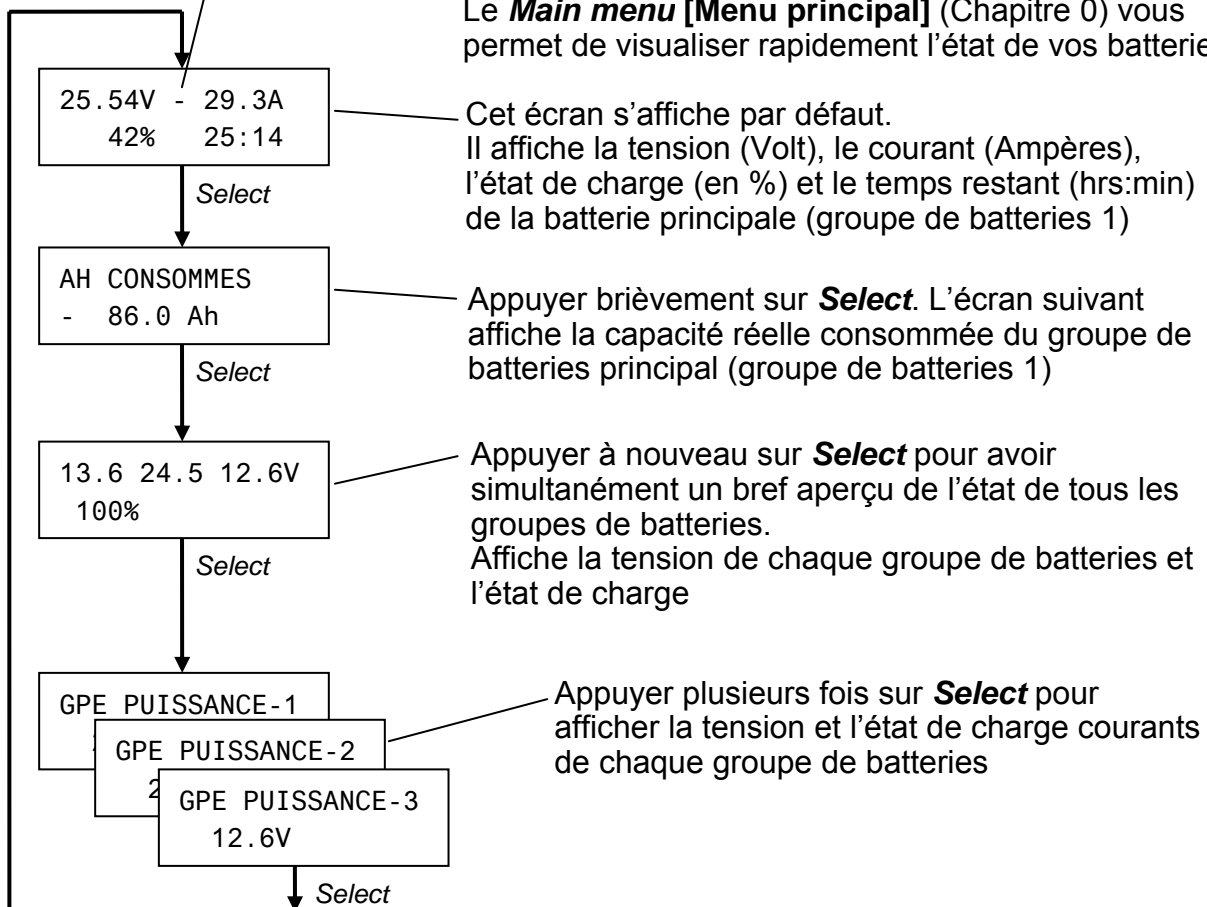 Le Main menu [Menu principal] (Chapitre 0) vous
permet de visualiser rapidement l’état de vos batterie
25.54V - 29.3A
42% 25:14
Cet écran s’affiche par défaut.
Il affiche la tension (Volt), le courant (Ampères),
l’état de charge (en %) et le temps restant (hrs:min)
de la batterie principale (groupe de batteries 1)
Select
AH CONSOMMES
- 86.0 Ah
Appuyer brièvement sur Select. L’écran suivant
affiche la capacité réelle consommée du groupe de
batteries principal (groupe de batteries 1)
Select
13.6 24.5 12.6V
100%
Appuyer à nouveau sur Select pour avoir
simultanément un bref aperçu de l’état de tous les
groupes de batteries.
Affiche la tension de chaque groupe de batteries et
l’état de charge
Select
GPE PUISSANCE-1
GPE PUISSANCE-2
2
GPE PUISSANCE-3
12.6V
Appuyer plusieurs fois sur Select pour
afficher la tension et l’état de charge courants
de chaque groupe de batteries
Select